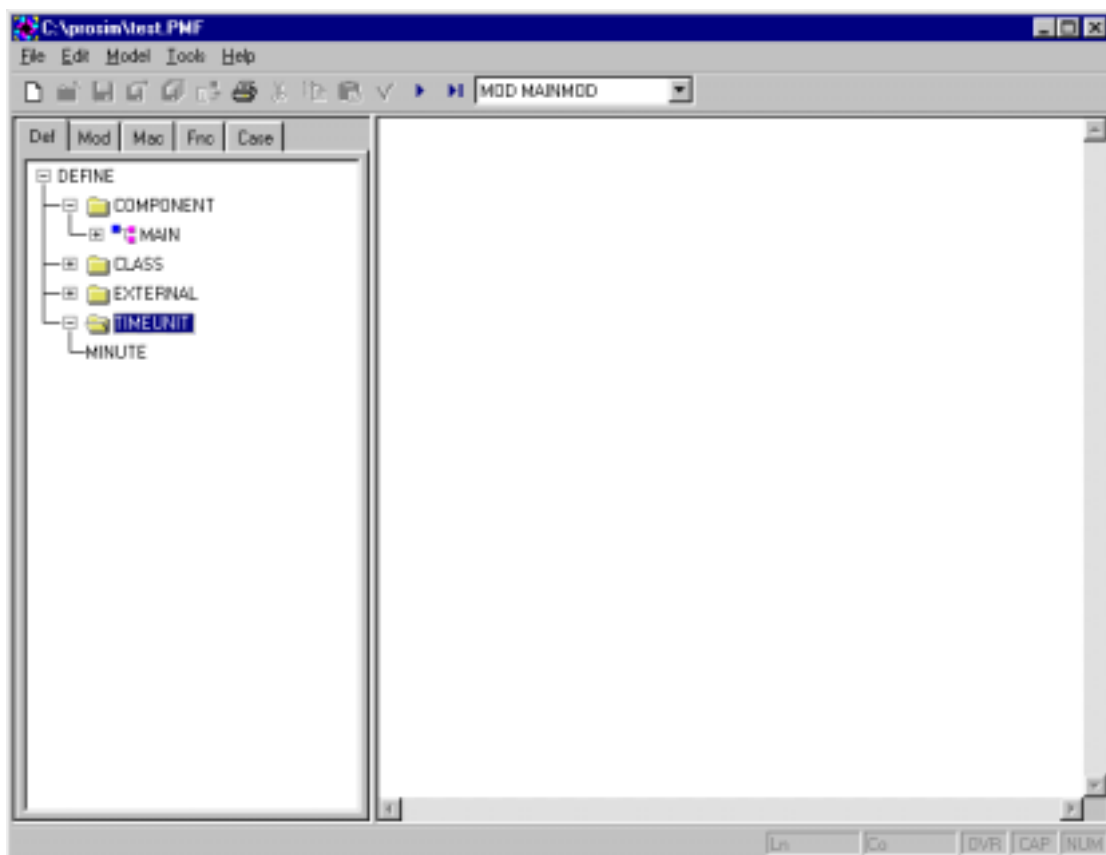 C:\prosim\test.PMF
File Edit Model Tools Help
MOD MAINMOD
Def Mod Mac Fnc Case
DEFINE
COMPONENT
MAIN
CLASS
EXTERNAL
TIMEUNIT
MINUTE
Ln Co OVR CAP NUM